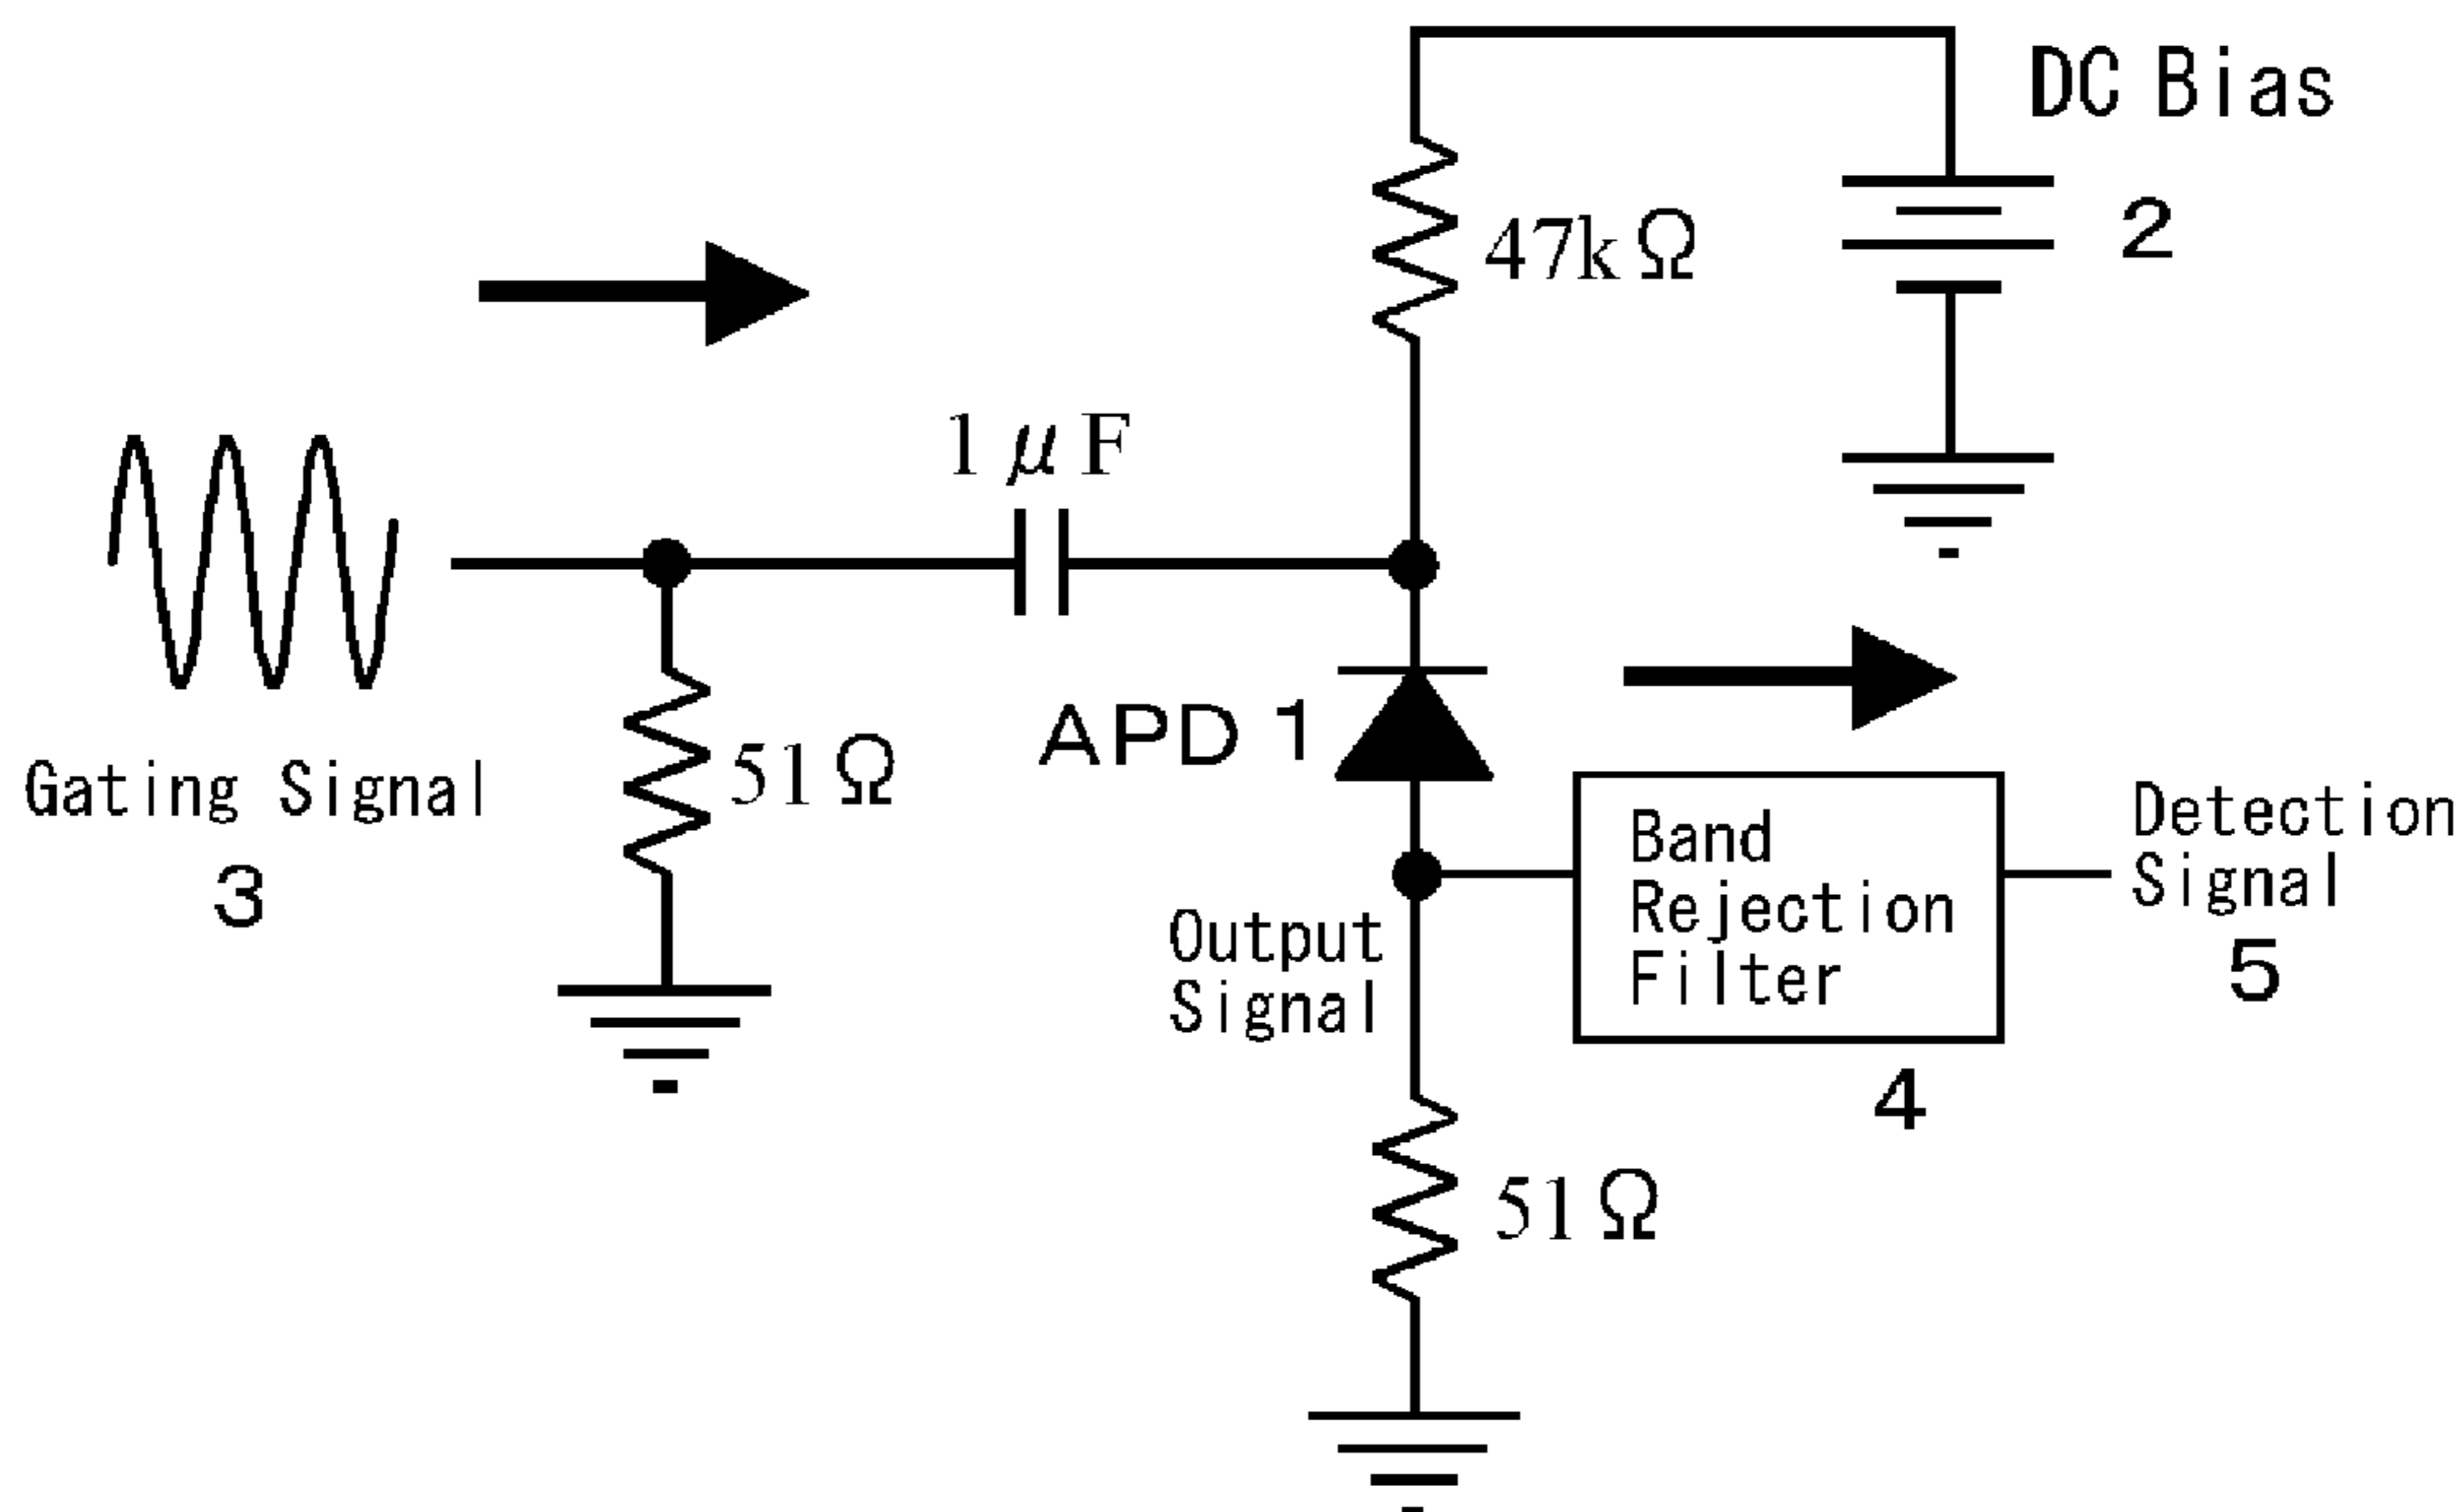 DC Bias
2
47kΩ
1μF
Gating Signal
3
51Ω
APD 1
Output
Signal
Band
Rejection
Filter
4
Detection
Signal
5
51Ω